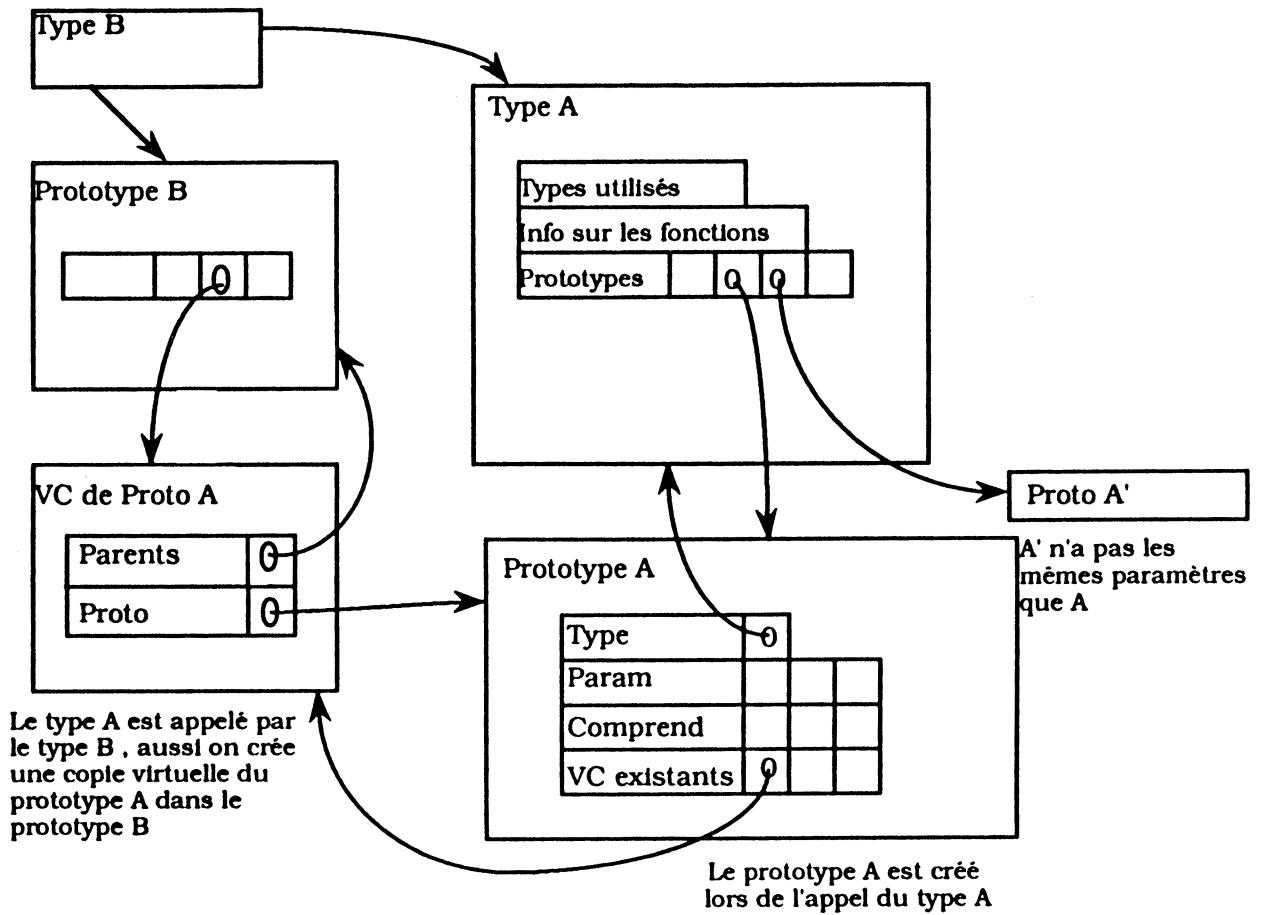 Type B
Type A
Types utilisés
Info sur les fonctions
Prototypes
Prototype B
VC de Proto A
Parents
Proto
Proto A'
A' n'a pas les
mêmes paramètres
que A
Prototype A
Type
Param
Comprend
VC existants
Le type A est appelé par
le type B , aussi on crée
une copie virtuelle du
prototype A dans le
prototype B
Le prototype A est créé
lors de l'appel du type A